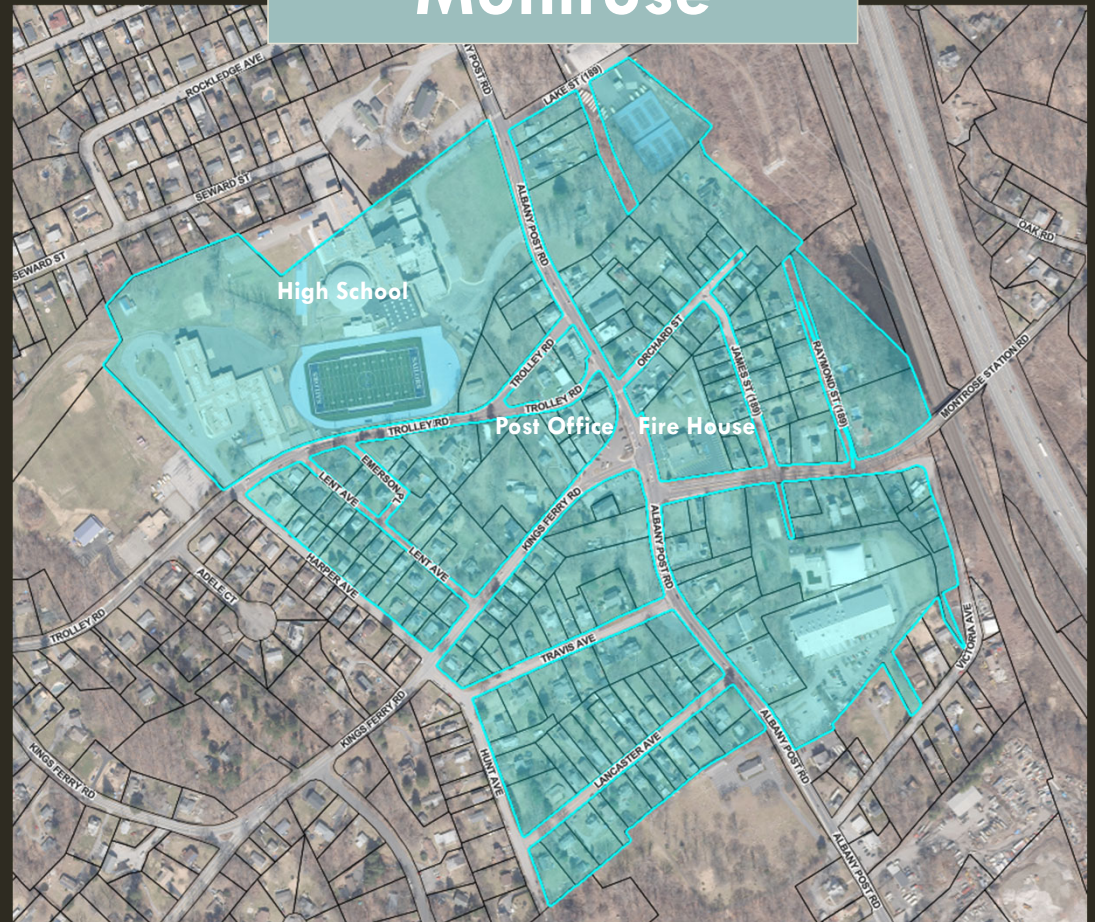 Montrose
ROCKLEDGE AVE
LAKE ST (189)
SEWARD ST
SEWARD ST
ALBANY POST RD
OAK RD
High School
TROLLEY RD
ORCHARD ST
JAMES ST (189)
RAYMOND ST (189)
MONTROSE STATION RD
TROLLEY RD
TROLLEY RD
Post Office
Fire House
EMERSON PL
LENT AVE
KINGS FERRY RD
ALBANY POST RD
LENT AVE
HARPER AVE
ADELE CT
TROLLEY RD
TRAVIS AVE
VICTORIA AVE
KINGS FERRY RD
KINGS FERRY RD
HUNT AVE
LANCASTER AVE
ALBANY POST RD
ALBANY POST RD